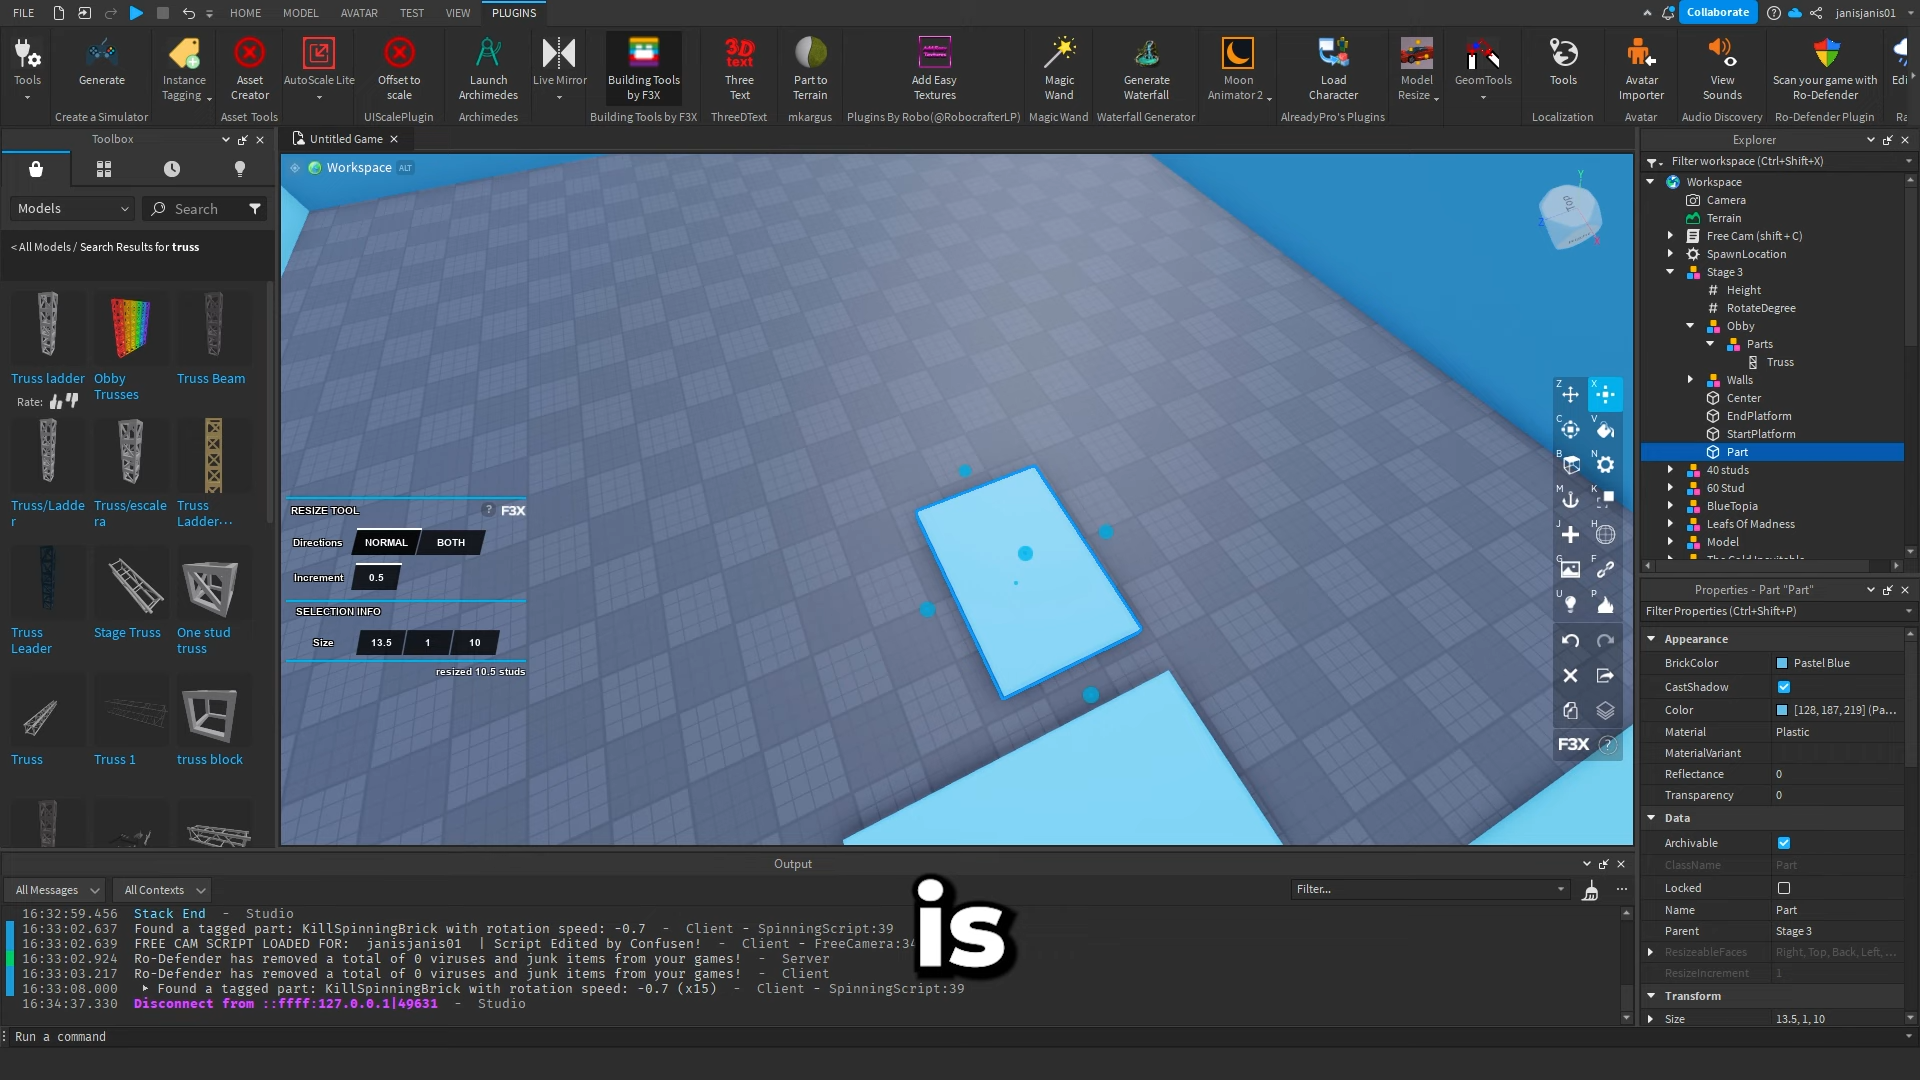 FILE HOME MODEL AVATAR TEST VIEW PLUGINS Collaborate janisjanis01
Tools
Generate
Instance Tagging
Create a Simulator
Asset Creator
Asset Tools
AutoScale Lite
Offset to scale
UIScalePlugin
Launch Archimedes
Archimedes
Live Mirror
Building Tools by F3X
Building Tools by F3X
3D text
Three Text
ThreeDText
Part to Terrain
mkargus
Add Easy Textures
Plugins By Robo(@RobocrafterLP)
Magic Wand
Magic Wand
Generate Waterfall
Waterfall Generator
Moon Animator 2
Load Character
AlreadyPro's Plugins
Model Resize
GeomTools
Tools
Localization
Avatar Importer
Avatar
View Sounds
Audio Discovery
Scan your game with Ro-Defender
Ro-Defender Plugin
Toolbox
Models
Search
< All Models / Search Results for truss
Truss ladder
Rate:
Obby Trusses
Truss Beam
Truss/Ladde
r
Truss/escale
ra
Truss
Ladder...
Truss
Leader
Stage Truss
One stud
truss
Truss
Truss 1
truss block
Untitled Game
Workspace ALT
Y
Z
TOP
RESIZE TOOL ? F3X
Directions NORMAL BOTH
Increment 0.5
SELECTION INFO
Size 13.5 1 10
resized 10.5 studs
Z X
C V
B N
M K
J H
G F
U P
F3X ?
Explorer
Filter workspace (Ctrl+Shift+X)
Workspace
Camera
Terrain
Free Cam (shift + C)
SpawnLocation
Stage 3
Height
RotateDegree
Obby
Parts
Truss
Walls
Center
EndPlatform
StartPlatform
Part
40 studs
60 Stud
BlueTopia
Leafs Of Madness
Model
Properties - Part "Part"
Filter Properties (Ctrl+Shift+P)
Appearance
BrickColor Pastel Blue
CastShadow
Color [128, 187, 219] (Pa...
Material Plastic
MaterialVariant
Reflectance 0
Transparency 0
Data
Archivable
ClassName Part
Locked
Name Part
Parent Stage 3
ResizeableFaces Right, Top, Back, Left, ...
ResizeIncrement 1
Transform
Size 13.5, 1, 10
Output
All Messages All Contexts Filter...
16:32:59.456 Stack End - Studio
16:33:02.637 Found a tagged part: KillSpinningBrick with rotation speed: -0.7 - Client - SpinningScript:39
16:33:02.639 FREE CAM SCRIPT LOADED FOR: janisjanis01 | Script Edited by Confusen! - Client - FreeCamera:34
16:33:02.924 Ro-Defender has removed a total of 0 viruses and junk items from your games! - Server
16:33:03.217 Ro-Defender has removed a total of 0 viruses and junk items from your games! - Client
16:33:08.000 Found a tagged part: KillSpinningBrick with rotation speed: -0.7 (x15) - Client - SpinningScript:39
16:34:37.330 Disconnect from ::ffff:127.0.0.1|49631 - Studio
is
Run a command